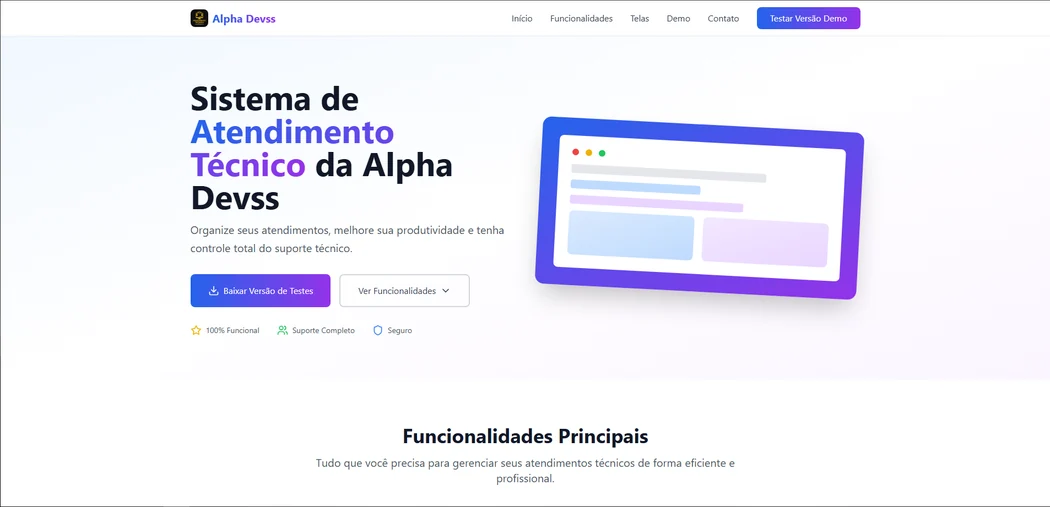 Alpha Devss
Início
Funcionalidades
Telas
Demo
Contato
Testar Versão Demo
Sistema de
Atendimento
Técnico da Alpha
Devss
Organize seus atendimentos, melhore sua produtividade e tenha
controle total do suporte técnico.
Baixar Versão de Testes
Ver Funcionalidades
100% Funcional
Suporte Completo
Seguro
Funcionalidades Principais
Tudo que você precisa para gerenciar seus atendimentos técnicos de forma eficiente e
profissional.